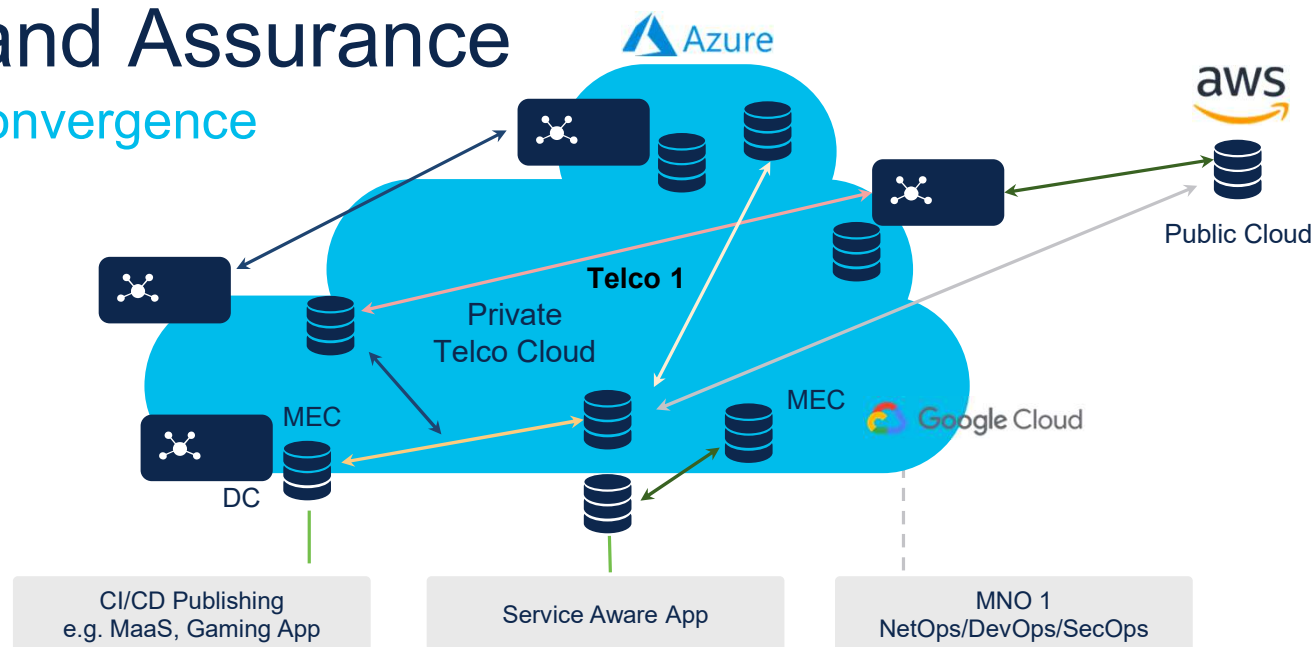 and Assurance
onvergence
Azure
aws
Public Cloud
Telco 1
Private
Telco Cloud
MEC
MEC
Google Cloud
DC
CI/CD Publishing
e.g. MaaS, Gaming App
Service Aware App
MNO 1
NetOps/DevOps/SecOps